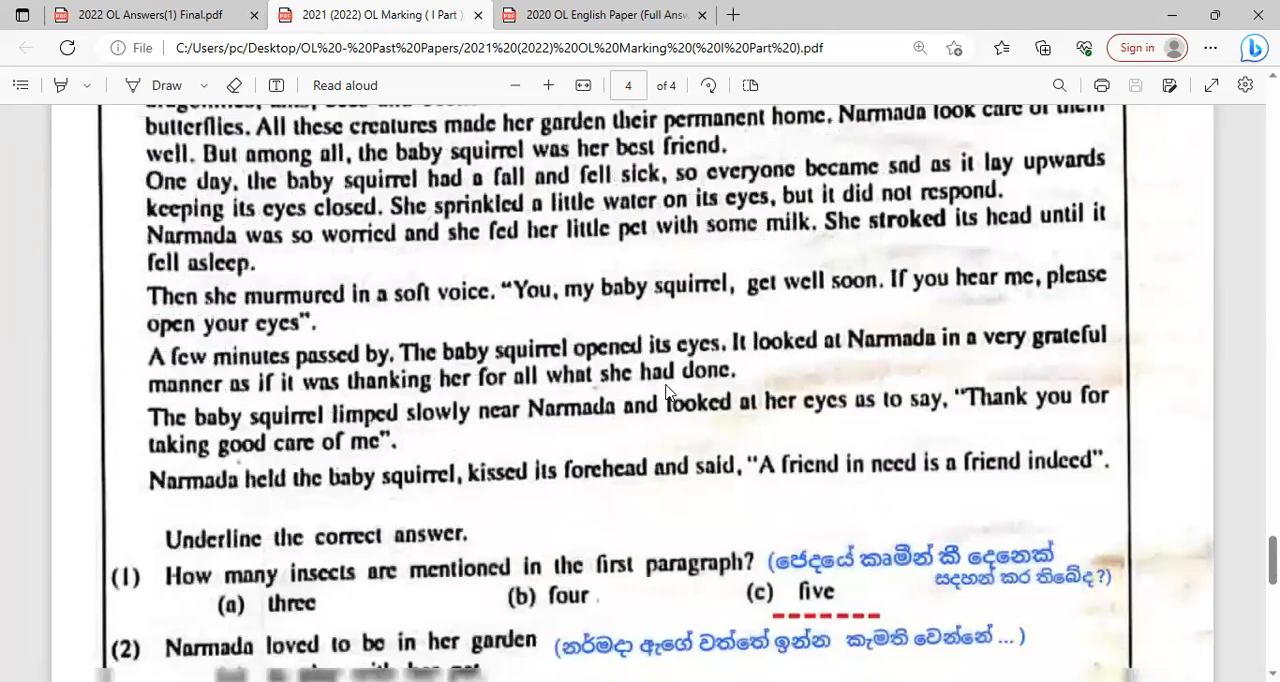 2022 OL Answers(1) Final.pdf
2021 (2022) OL Marking ( I Part )
2020 OL English Paper (Full Answ
File C:/Users/pc/Desktop/OL%20-%20Past%20Papers/2021%20(2022)%20OL%20Marking%20(%20I%20Part%20).pdf
Sign in
Draw
Read aloud
4 of 4
butterflies. All these creatures made her garden their permanent home. Narmada took care of them
well. But among all, the baby squirrel was her best friend.
One day, the baby squirrel had a fall and fell sick, so everyone became sad as it lay upwards
keeping its eyes closed. She sprinkled a little water on its eyes, but it did not respond.
Narmada was so worried and she fed her little pet with some milk. She stroked its head until it
fell asleep.
Then she murmured in a soft voice. “You, my baby squirrel, get well soon. If you hear me, please
open your eyes”.
A few minutes passed by. The baby squirrel opened its eyes. It looked at Narmada in a very grateful
manner as if it was thanking her for all what she had done.
The baby squirrel limped slowly near Narmada and looked at her eyes as to say, “Thank you for
taking good care of me”.
Narmada held the baby squirrel, kissed its forehead and said, “A friend in need is a friend indeed”.
Underline the correct answer.
(1) How many insects are mentioned in the first paragraph? (ජේදයේ කෘමීන් කී දෙනෙක්
සදහන් කර තිබේද?)
(a) three (b) four (c) five
(2) Narmada loved to be in her garden (නර්මදා ඇගේ වත්තේ ඉන්න කැමති වෙන්නේ ... )